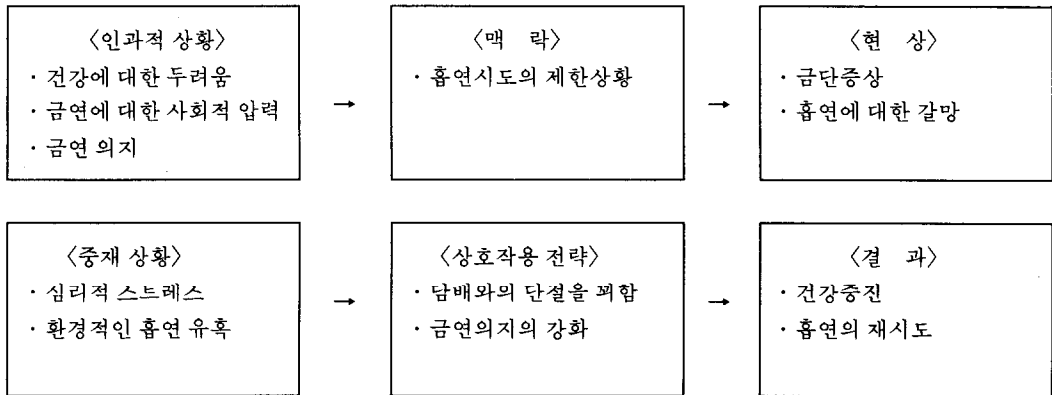 〈인과적 상황〉
· 건강에 대한 두려움
· 금연에 대한 사회적 압력
· 금연 의지
→
〈맥 락〉
· 흡연시도의 제한상황
→
〈현 상〉
· 금단증상
· 흡연에 대한 갈망
〈중재 상황〉
· 심리적 스트레스
· 환경적인 흡연 유혹
→
〈상호작용 전략〉
· 담배와의 단절을 꾀함
· 금연의지의 강화
→
〈결 과〉
· 건강증진
· 흡연의 재시도